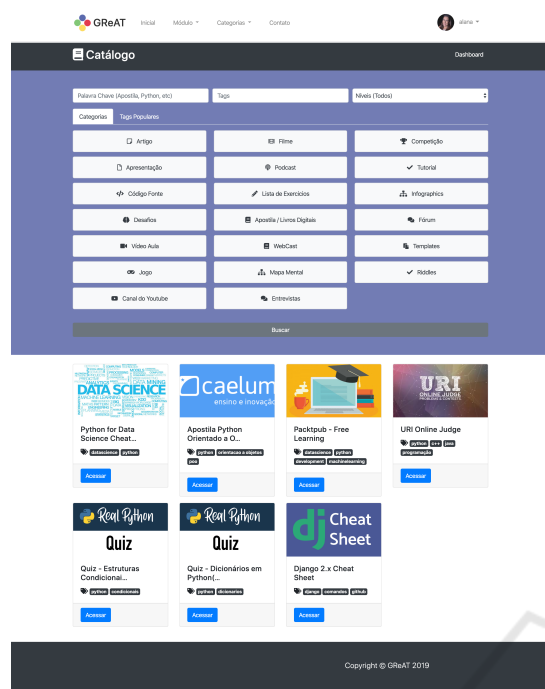 GReAT Inicial Módulo Categorias Contato alana
Catálogo Dashboard
Palavra Chave (Apostila, Python, etc) Tags Níveis (Todos)
Categorias Tags Populares
Artigo Filme Competição
Apresentação Podcast Tutorial
Código Fonte Lista de Exercícios Infographics
Desafios Apostila / Livros Digitais Fórum
Vídeo Aula WebCast Templates
Jogo Mapa Mental Riddles
Canal do Youtube Entrevistas
Buscar
ANALYTICS DATA MINING
DATA SCIENCE
caelum
ensino e inovação
URI
ONLINE JUDGE
PROBLEMS & CONTESTS
Python for Data
Science Cheat...
datascience python
Acessar
Apostila Python
Orientado a O...
python orientacao a objetos
poo
Acessar
Packtpub - Free
Learning
datascience python
development machinelearning
Acessar
URI Online Judge
python c++ java
programação
Acessar
Real Python
Quiz
Quiz - Estruturas
Condicionai...
python condicionais
Acessar
Real Python
Quiz
Quiz - Dicionários em
Python(...
python dicionarios
Acessar
dj Cheat
Sheet
Django 2.x Cheat
Sheet
django comandos github
Acessar
Copyright © GReAT 2019